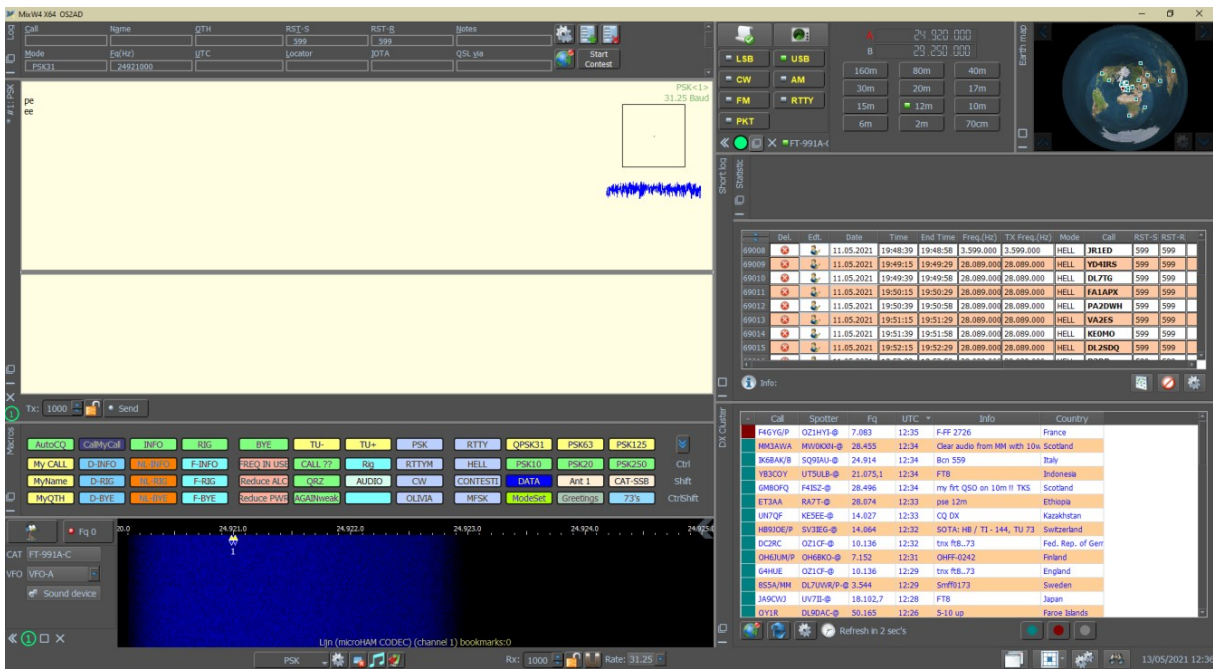 MixW4 X64 OS2AD
Log
Call Name QTH RST-S RST-R Notes
599 599
Mode Fq(Hz) UTC Locator IOTA QSL via
PSK31 24921000
Start Contest
* #1: PSK
PSK<1>
31.25 Baud
pe
ee
Tx: 1000 Send
Macros
AutoCQ CalMyCall INFO RIG BYE TU- TU+ PSK RTTY QPSK31 PSK63 PSK125
My CALL D-INFO NL-INFO F-INFO FREQ IN USE CALL ?? Rig RTTYM HELL PSK10 PSK20 PSK250 Ctrl
MyName D-RIG NL-RIG F-RIG Reduce ALC QRZ AUDIO CW CONTESTI DATA Ant 1 CAT-SSB Shift
MyQTH D-BYE NL-BYE F-BYE Reduce PWR AGAINweak OLIVIA MFSK ModeSet Greetings 73's CtrlShift
Fq 0
20.0 24,921.0 24,922.0 24,923.0 24,924.0 24,925.0
1
CAT FT-991A-C
VFO VFO-A
Sound device
1
Lijn (microHAM CODEC) (channel 1) bookmarks:0
PSK Rx: 1000 Rate: 31.25
LSB USB
CW AM
FM RTTY
PKT
FT-991A-(
A 24 920 000
B 29 250 000
160m 80m 40m
30m 20m 17m
15m 12m 10m
6m 2m 70cm
Earth map
Short log
Statistic
Del. Edt. Date Time End Time Freq.(Hz) TX Freq.(Hz) Mode Call RST-S RST-R
69008 11.05.2021 19:48:39 19:48:58 3.599.000 3.599.000 HELL JR1ED 599 599
69009 11.05.2021 19:49:15 19:49:29 28.089.000 28.089.000 HELL YD4IRS 599 599
69010 11.05.2021 19:49:39 19:49:58 28.089.000 28.089.000 HELL DL7TG 599 599
69011 11.05.2021 19:50:15 19:50:29 28.089.000 28.089.000 HELL FA1APX 599 599
69012 11.05.2021 19:50:39 19:50:58 28.089.000 28.089.000 HELL PA2DWH 599 599
69013 11.05.2021 19:51:15 19:51:29 28.089.000 28.089.000 HELL VA2ES 599 599
69014 11.05.2021 19:51:39 19:51:58 28.089.000 28.089.000 HELL KE0MO 599 599
69015 11.05.2021 19:52:15 19:52:29 28.089.000 28.089.000 HELL DL2SDQ 599 599
Info:
DX Cluster
- Call Spotter Fq UTC Info Country
F4GYG/P OZ1HYI-@ 7.083 12:35 F-FF 2726 France
MM3AWA MW0KXN-@ 28.455 12:34 Clear audio from MM with 10w Scotland
IK6BAK/B SQ9IAU-@ 24.914 12:34 Bcn 559 Italy
YB3COY UT5ULB-@ 21.075,1 12:34 FT8 Indonesia
GM8OFQ F4ISZ-@ 28.496 12:34 my firt QSO on 10m !! TKS Scotland
ET3AA RA7T-@ 28.074 12:33 pse 12m Ethiopia
UN7QF KE5EE-@ 14.027 12:33 CQ DX Kazakhstan
HB9IOE/P SV3IEG-@ 14.064 12:32 SOTA: HB / TI - 144, TU 73 Switzerland
DC2RC OZ1CF-@ 10.136 12:32 tnx ft8..73 Fed. Rep. of Gerr
OH6JUM/P OH6BKO-@ 7.152 12:31 OHFF-0242 Finland
G4HUE OZ1CF-@ 10.136 12:29 tnx ft8..73 England
8S5A/MM DL7UWR/P-@ 3.544 12:29 Smff0173 Sweden
JA9CWJ UV7II-@ 18.102,7 12:28 FT8 Japan
OY1R DL9DAC-@ 50.165 12:26 5-10 up Faroe Islands
Refresh in 2 sec's
13/05/2021 12:36